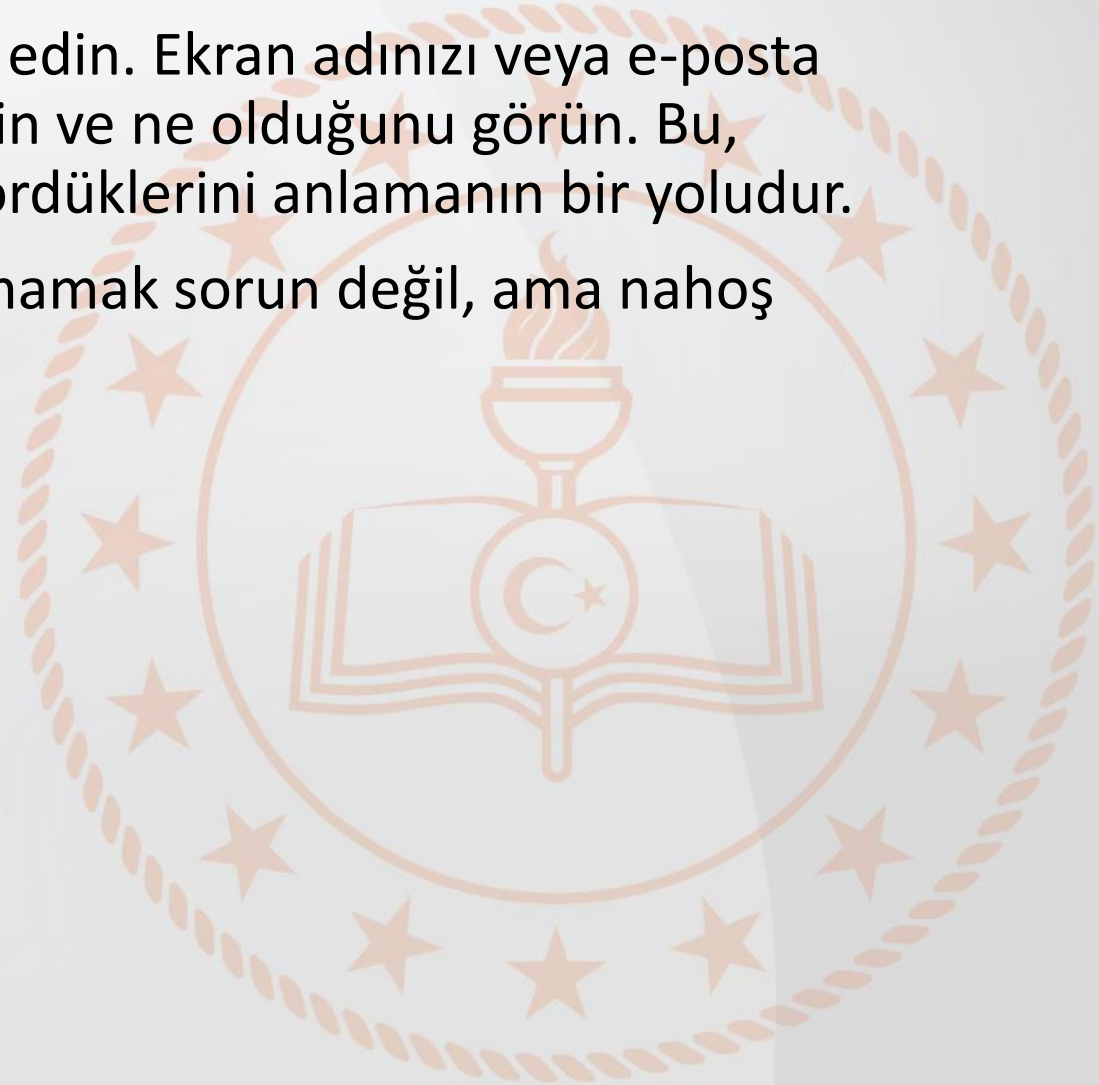 edin. Ekran adınızı veya e-posta
in ve ne olduğunu görün. Bu,
ördüklerini anlamanın bir yoludur.
namak sorun değil, ama nahoş